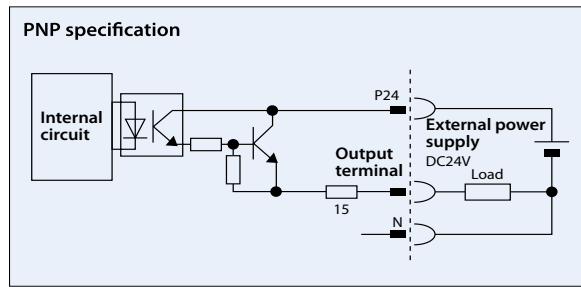 PNP specification
Internal
circuit
P24
External power
supply
DC24V
Output
terminal
Load
15
N